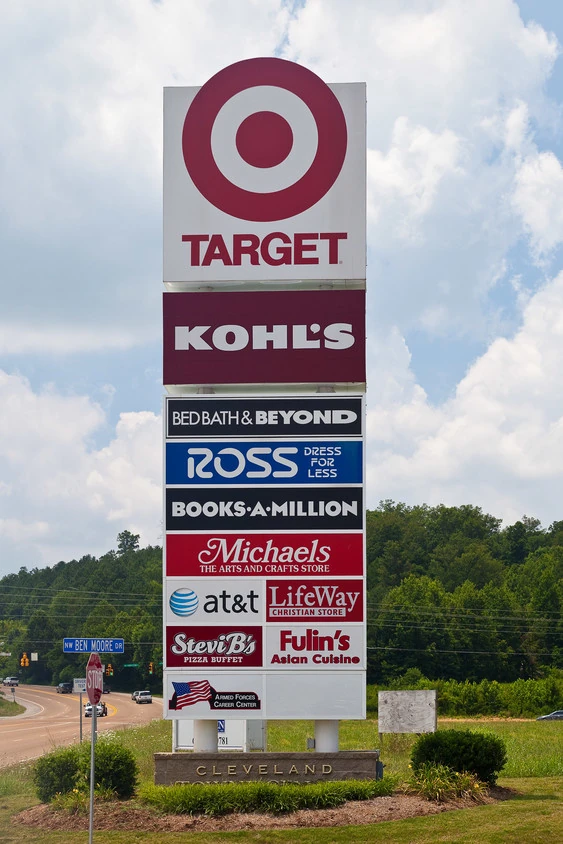 TARGET
KOHL'S
BED BATH & BEYOND
ROSS DRESS FOR LESS
BOOKS·A·MILLION
Michaels
THE ARTS AND CRAFTS STORE
at&t
LifeWay
CHRISTIAN STORE
SteviB's
PIZZA BUFFET
Fulin's
Asian Cuisine
ARMED FORCES
CAREER CENTER
NW BEN MOORE DR
STOP
781
CLEVELAND